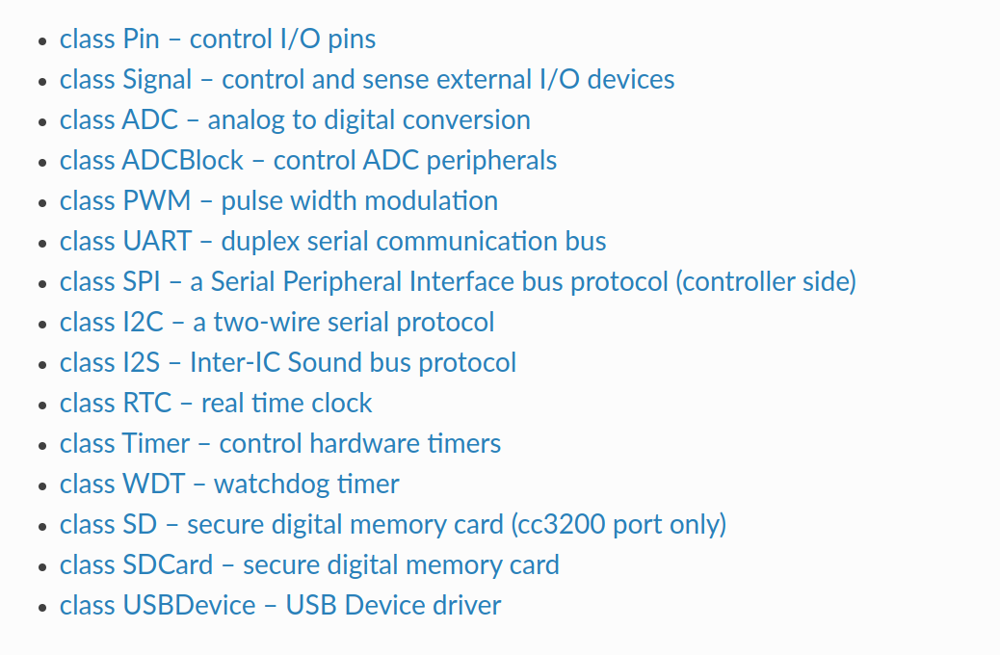 • class Pin – control I/O pins
• class Signal – control and sense external I/O devices
• class ADC – analog to digital conversion
• class ADCBlock – control ADC peripherals
• class PWM – pulse width modulation
• class UART – duplex serial communication bus
• class SPI – a Serial Peripheral Interface bus protocol (controller side)
• class I2C – a two-wire serial protocol
• class I2S – Inter-IC Sound bus protocol
• class RTC – real time clock
• class Timer – control hardware timers
• class WDT – watchdog timer
• class SD – secure digital memory card (cc3200 port only)
• class SDCard – secure digital memory card
• class USBDevice – USB Device driver